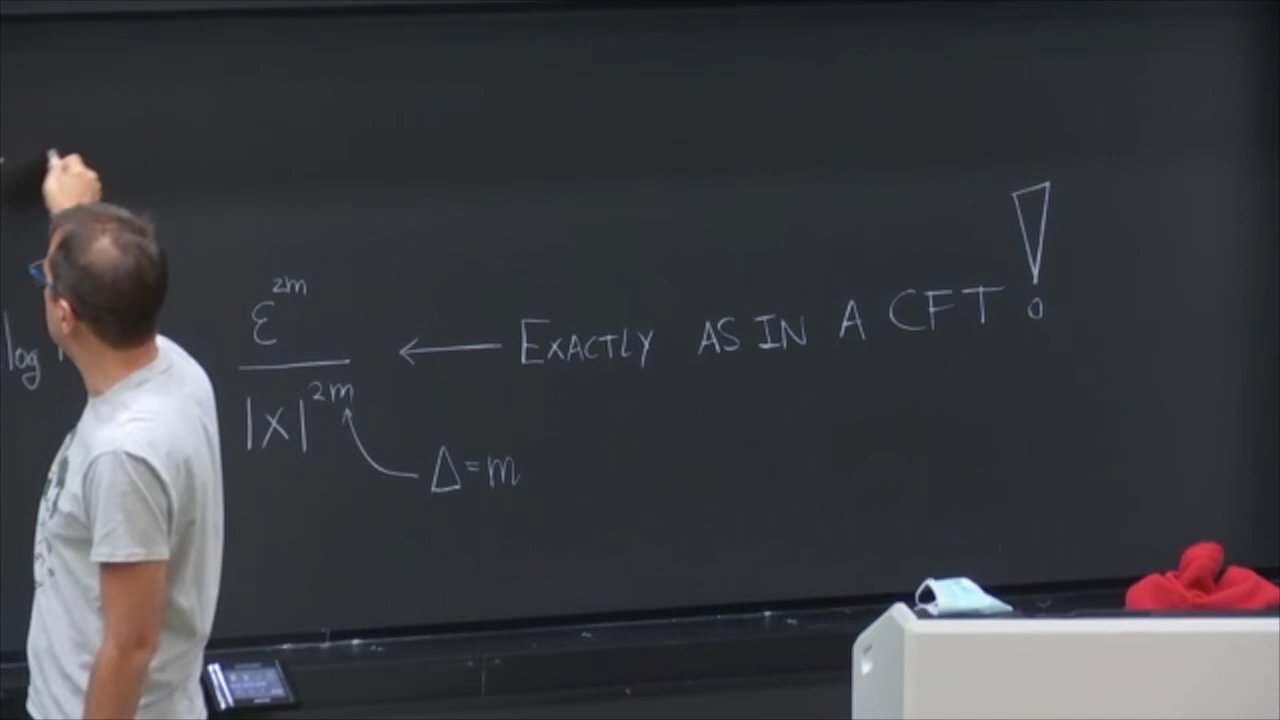 log
ε^{2m} / |x|^{2m} ← EXACTLY AS IN A CFT!
Δ=m